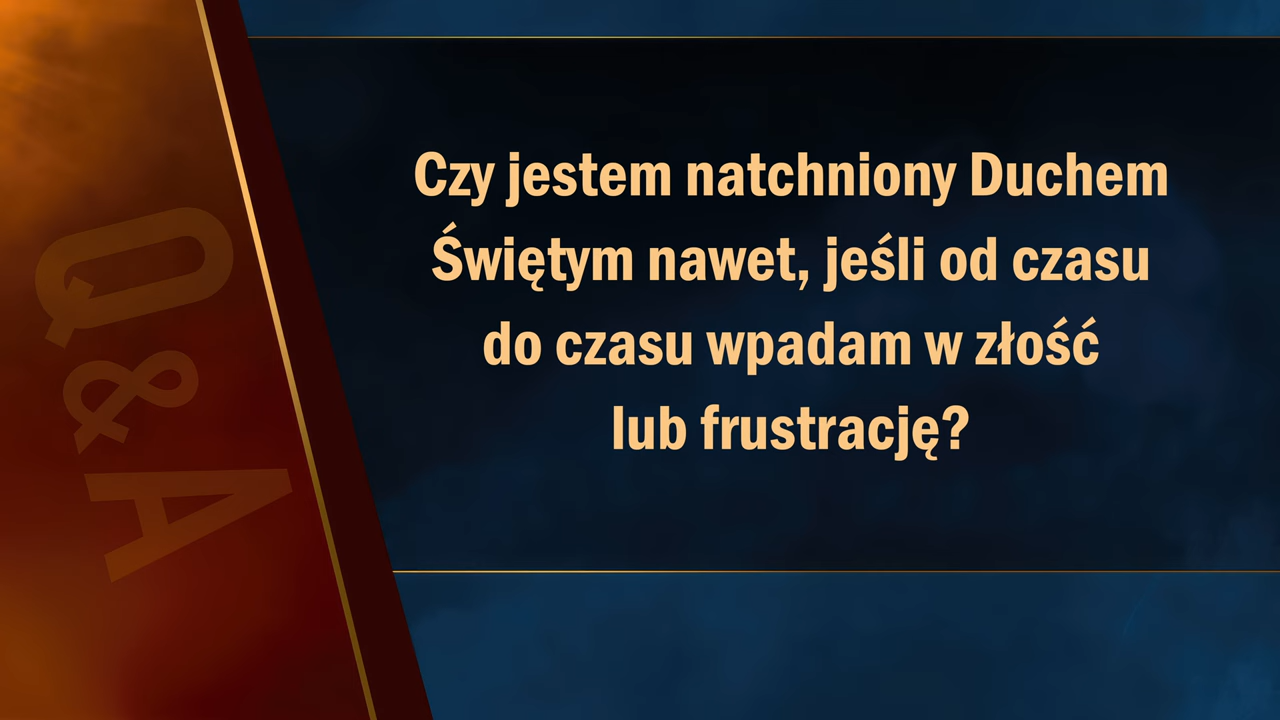 Q&A
Czy jestem natchniony Duchem
Świętym nawet, jeśli od czasu
do czasu wpadam w złość
lub frustrację?